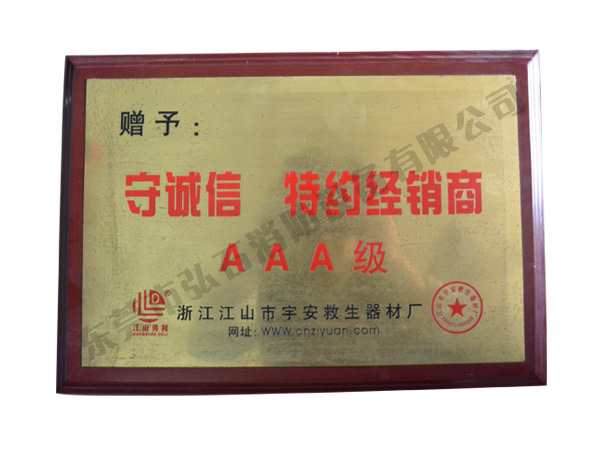 赠予：
守诚信 特约经销商
AAA级
浙江江山市宇安救生器材厂
网址：www.cnzjyuan.com